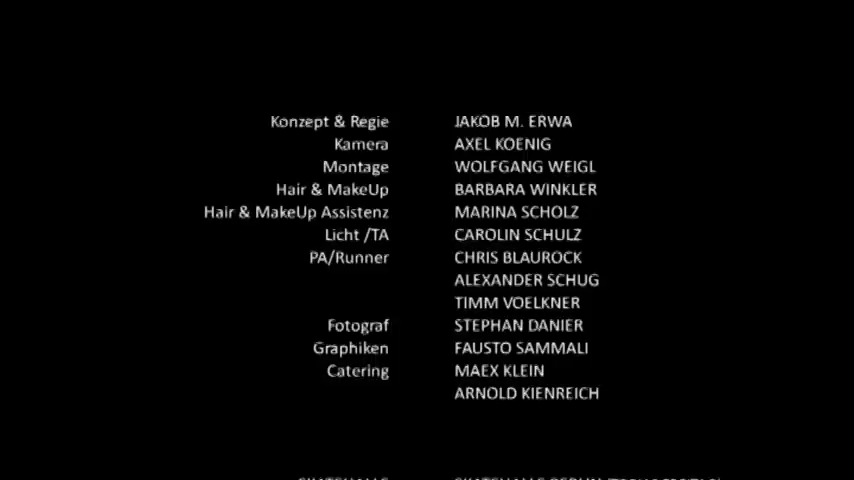 Konzept & Regie JAKOB M. ERWA
Kamera AXEL KOENIG
Montage WOLFGANG WEIGL
Hair & MakeUp BARBARA WINKLER
Hair & MakeUp Assistenz MARINA SCHOLZ
Licht /TA CAROLIN SCHULZ
PA/Runner CHRIS BLAUROCK
ALEXANDER SCHUG
TIMM VOELKNER
Fotograf STEPHAN DANIER
Graphiken FAUSTO SAMMALI
Catering MAEX KLEIN
ARNOLD KIENREICH